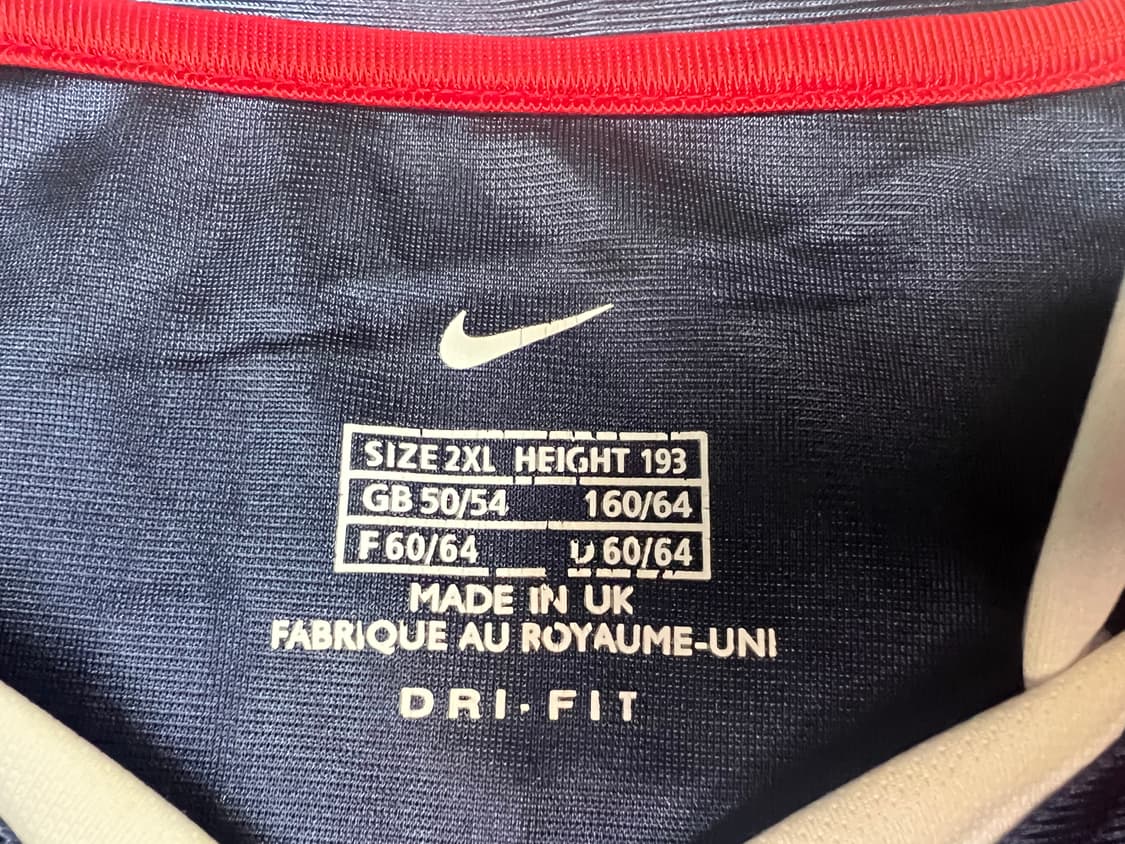 SIZE 2XL HEIGHT 193
GB 50/54 160/64
F 60/64 D 60/64
MADE IN UK
FABRIQUE AU ROYAUME-UNI
DRI·FIT